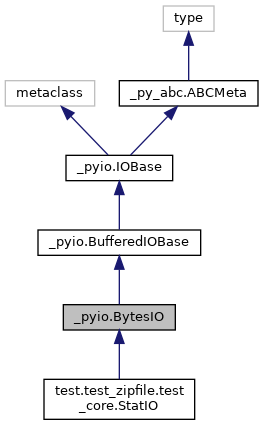 type
metaclass
_py_abc.ABCMeta
_pyio.IOBase
_pyio.BufferedIOBase
_pyio.BytesIO
test.test_zipfile.test
_core.StatIO